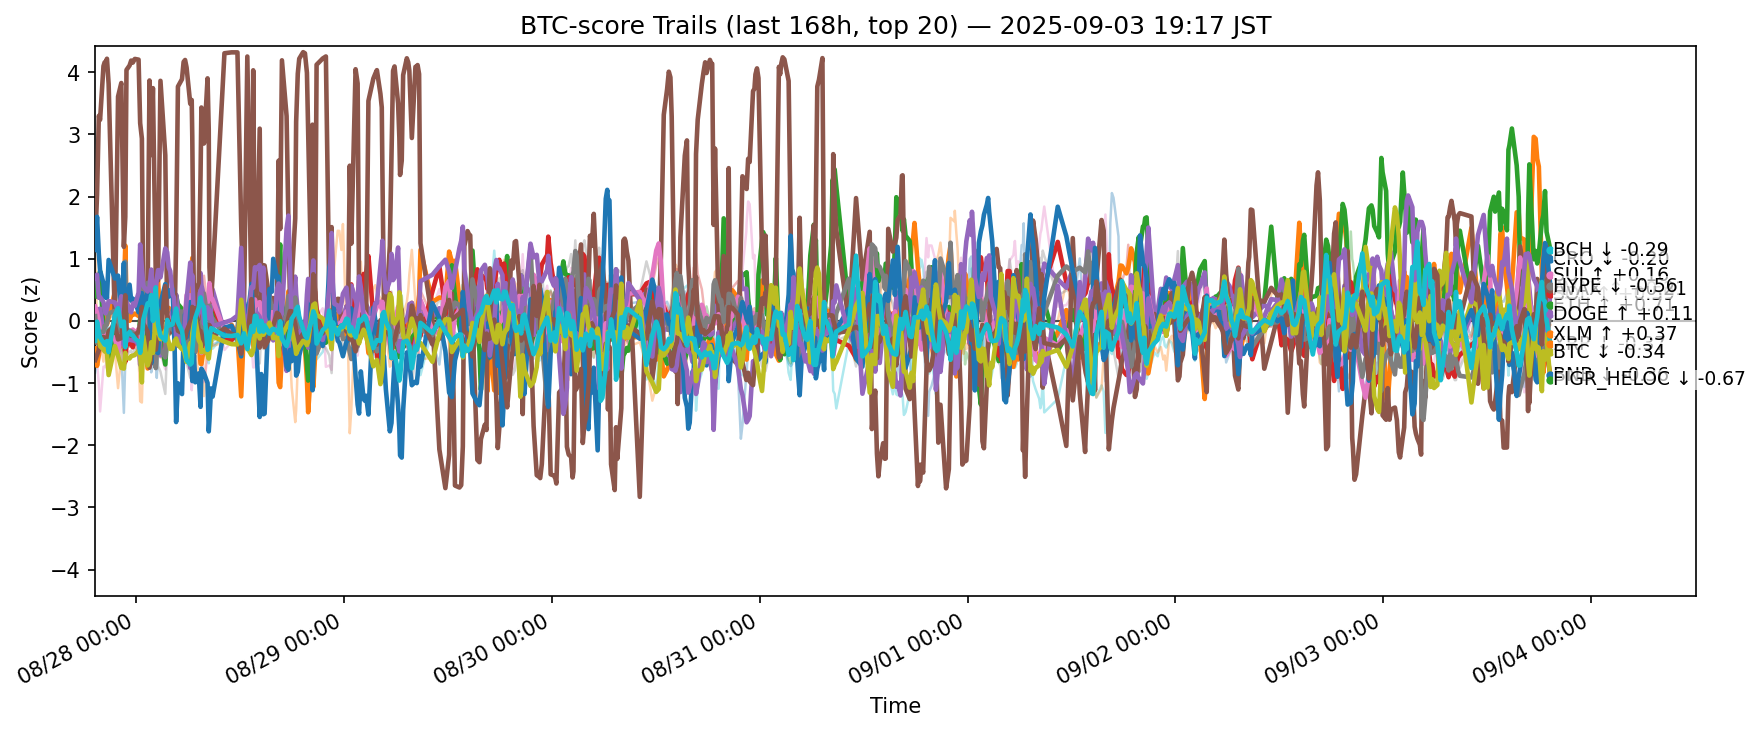 BTC-score Trails (last 168h, top 20) — 2025-09-03 19:17 JST
Score (z)
4
3
2
1
0
−1
−2
−3
−4
BCH ↓ -0.29
CRO ↓ -0.20
SUI ↑ +0.16
HYPE ↓ -0.56
DOGE ↑ +0.11
XLM ↑ +0.37
BTC ↓ -0.34
FIGR_HELOC ↓ -0.67
08/28 00:00
08/29 00:00
08/30 00:00
08/31 00:00
09/01 00:00
09/02 00:00
09/03 00:00
09/04 00:00
Time